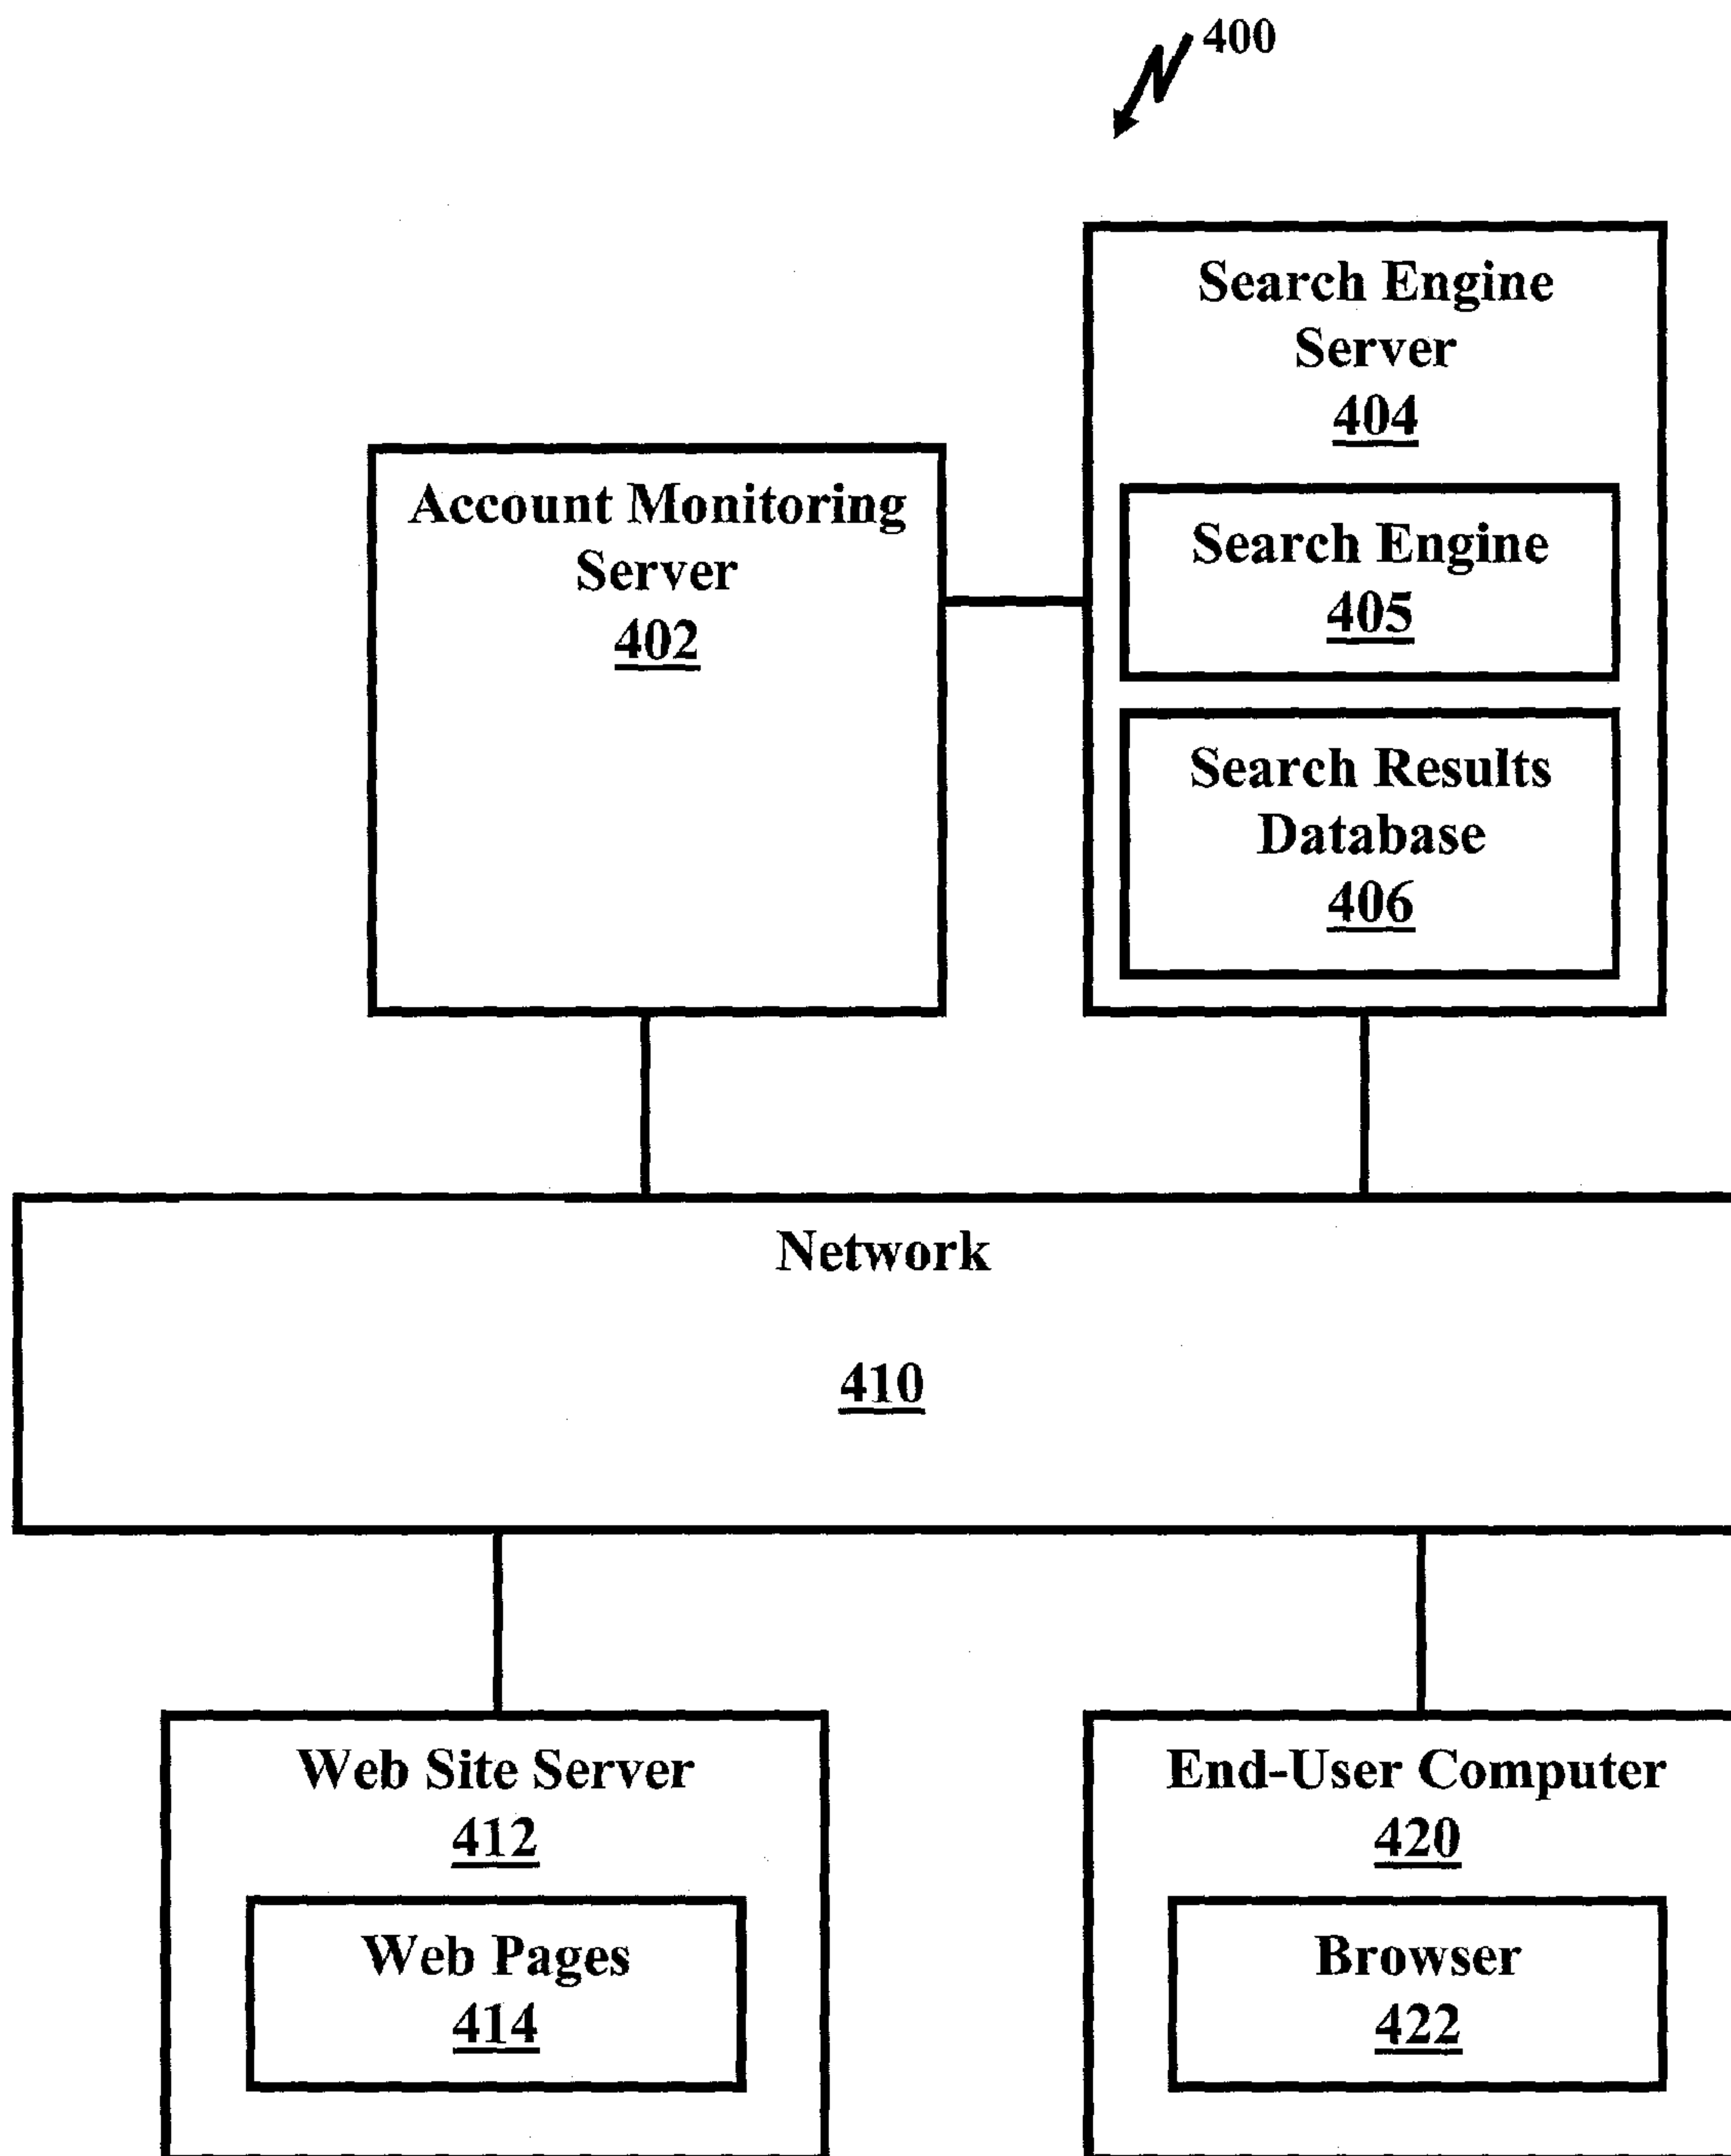 400
Search Engine
Server
404
Account Monitoring
Server
402
Search Engine
405
Search Results
Database
406
Network
410
Web Site Server
412
Web Pages
414
End-User Computer
420
Browser
422